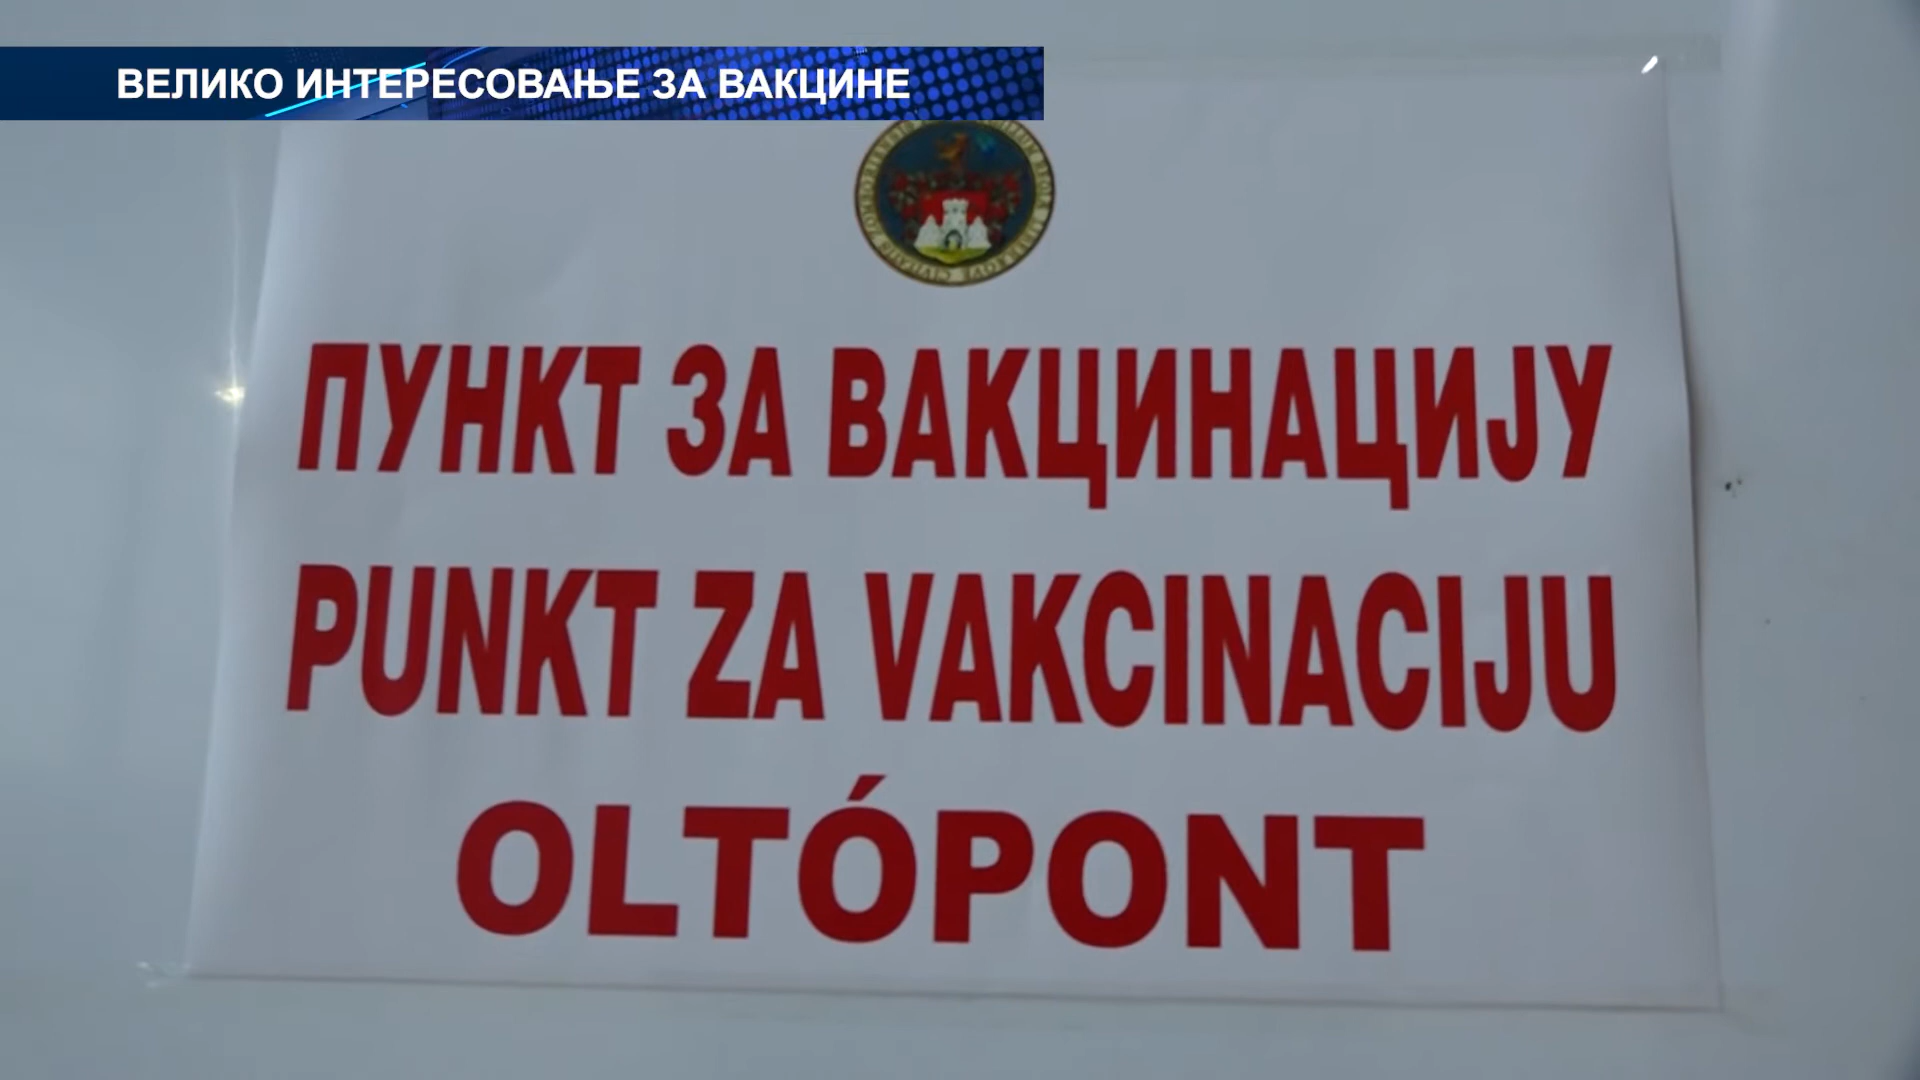 ВЕЛИКО ИНТЕРЕСОВАЊЕ ЗА ВАКЦИНЕ
ПУНКТ ЗА ВАКЦИНАЦИЈУ
PUNKT ZA VAKCINACIJU
OLTÓPONT